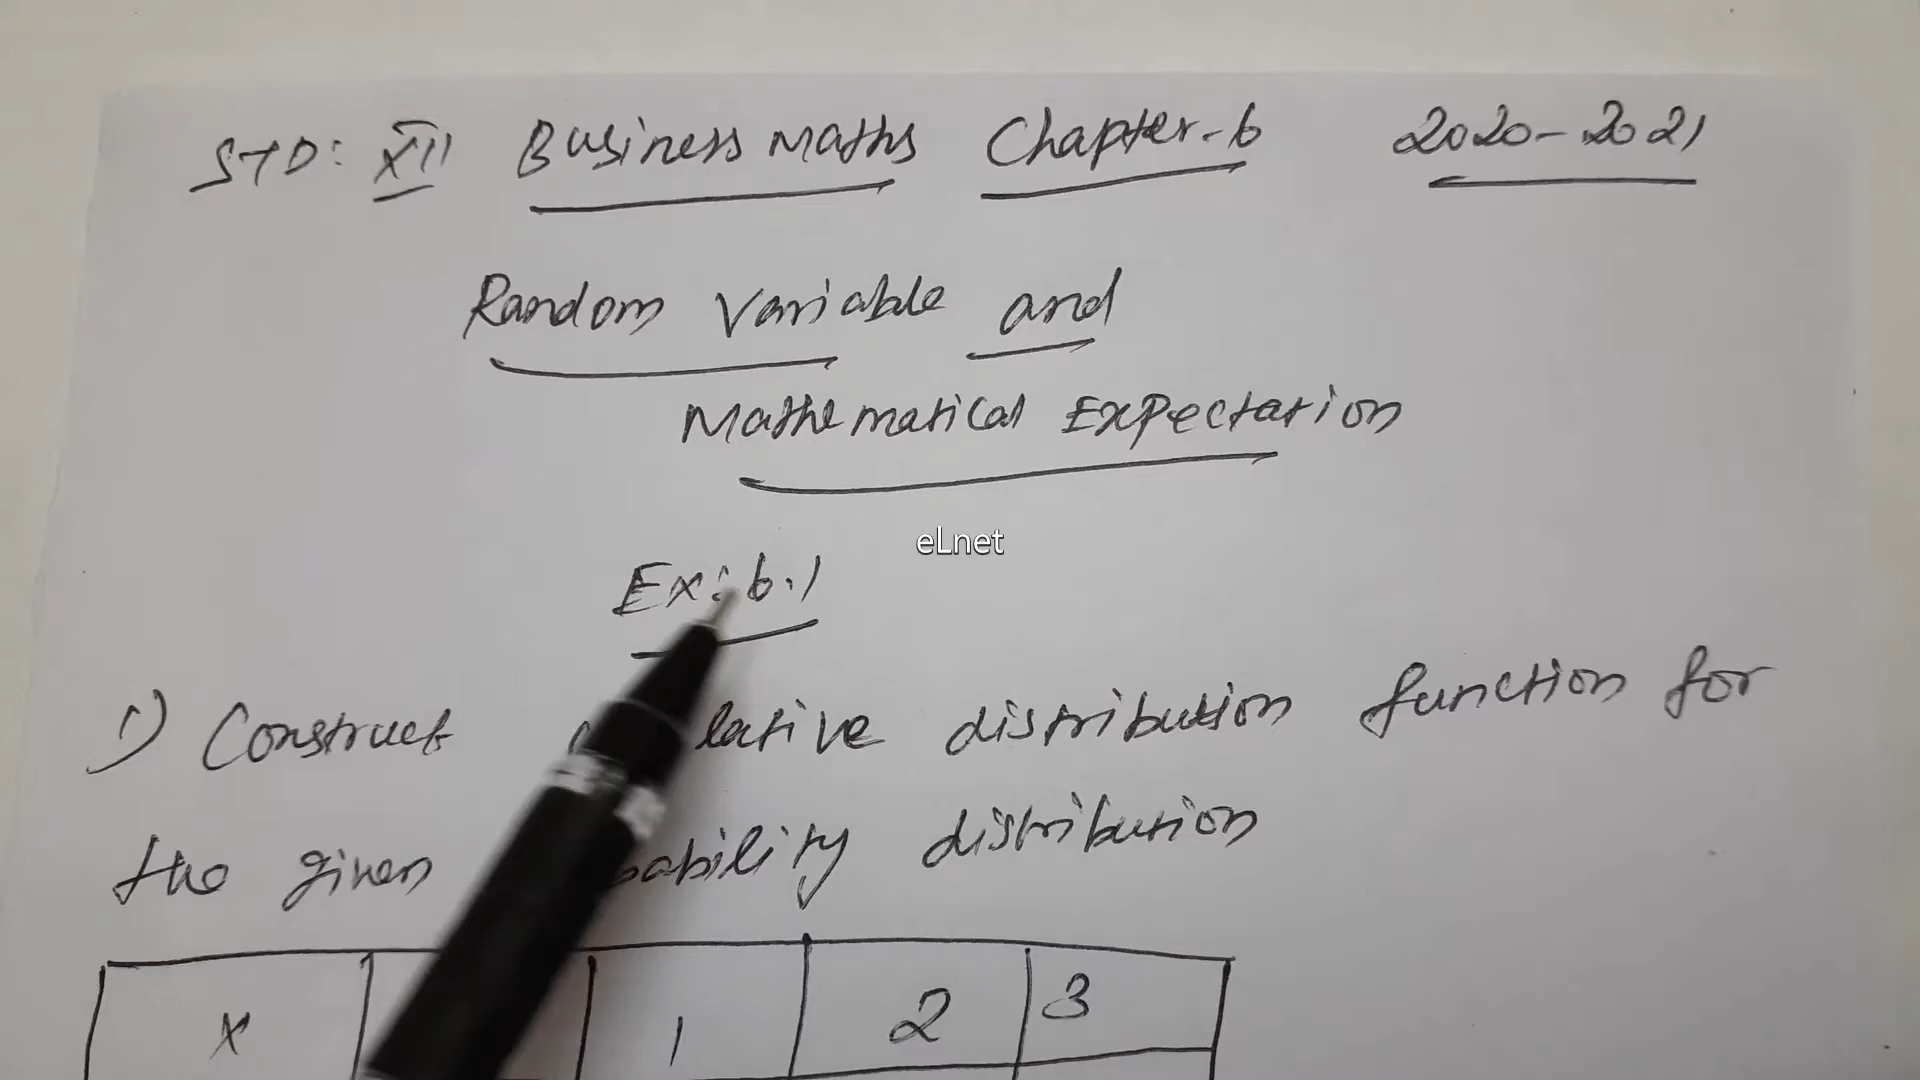 STD: XII Business Maths Chapter-6 2020-2021
Random Variable and
Mathematical Expectation
eLnet
Ex: 6.1
1) Construct lative distribution function for
the given bability distribution
x 1 2 3